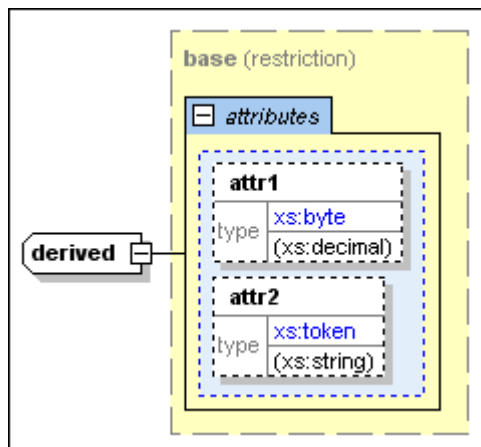 base (restriction)
attributes
attr1
type
xs:byte
(xs:decimal)
derived
attr2
type
xs:token
(xs:string)